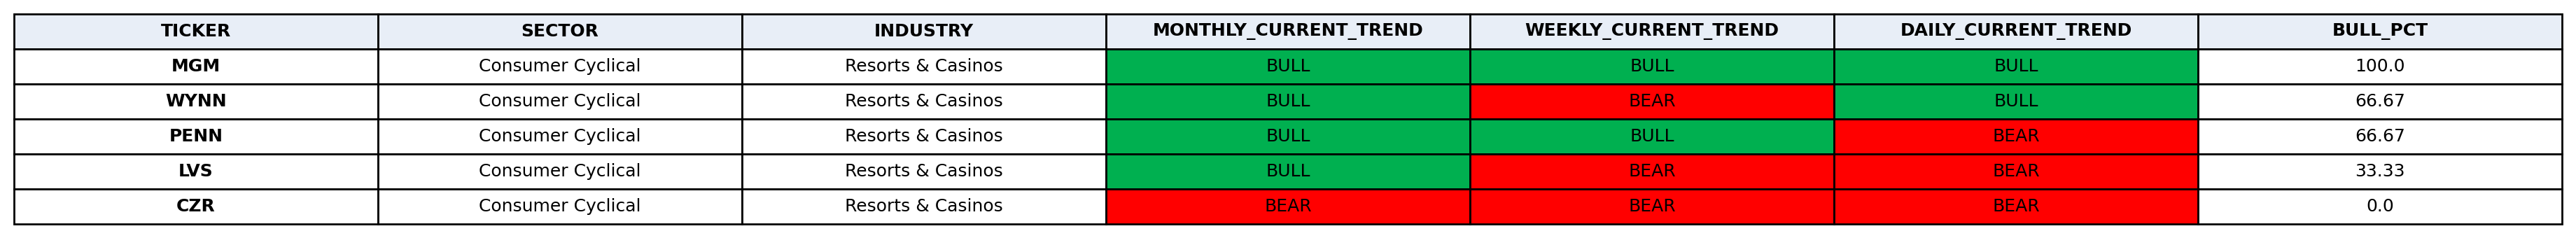 TICKER SECTOR INDUSTRY MONTHLY_CURRENT_TREND WEEKLY_CURRENT_TREND DAILY_CURRENT_TREND BULL_PCT
MGM Consumer Cyclical Resorts & Casinos BULL BULL BULL 100.0
WYNN Consumer Cyclical Resorts & Casinos BULL BEAR BULL 66.67
PENN Consumer Cyclical Resorts & Casinos BULL BULL BEAR 66.67
LVS Consumer Cyclical Resorts & Casinos BULL BEAR BEAR 33.33
CZR Consumer Cyclical Resorts & Casinos BEAR BEAR BEAR 0.0